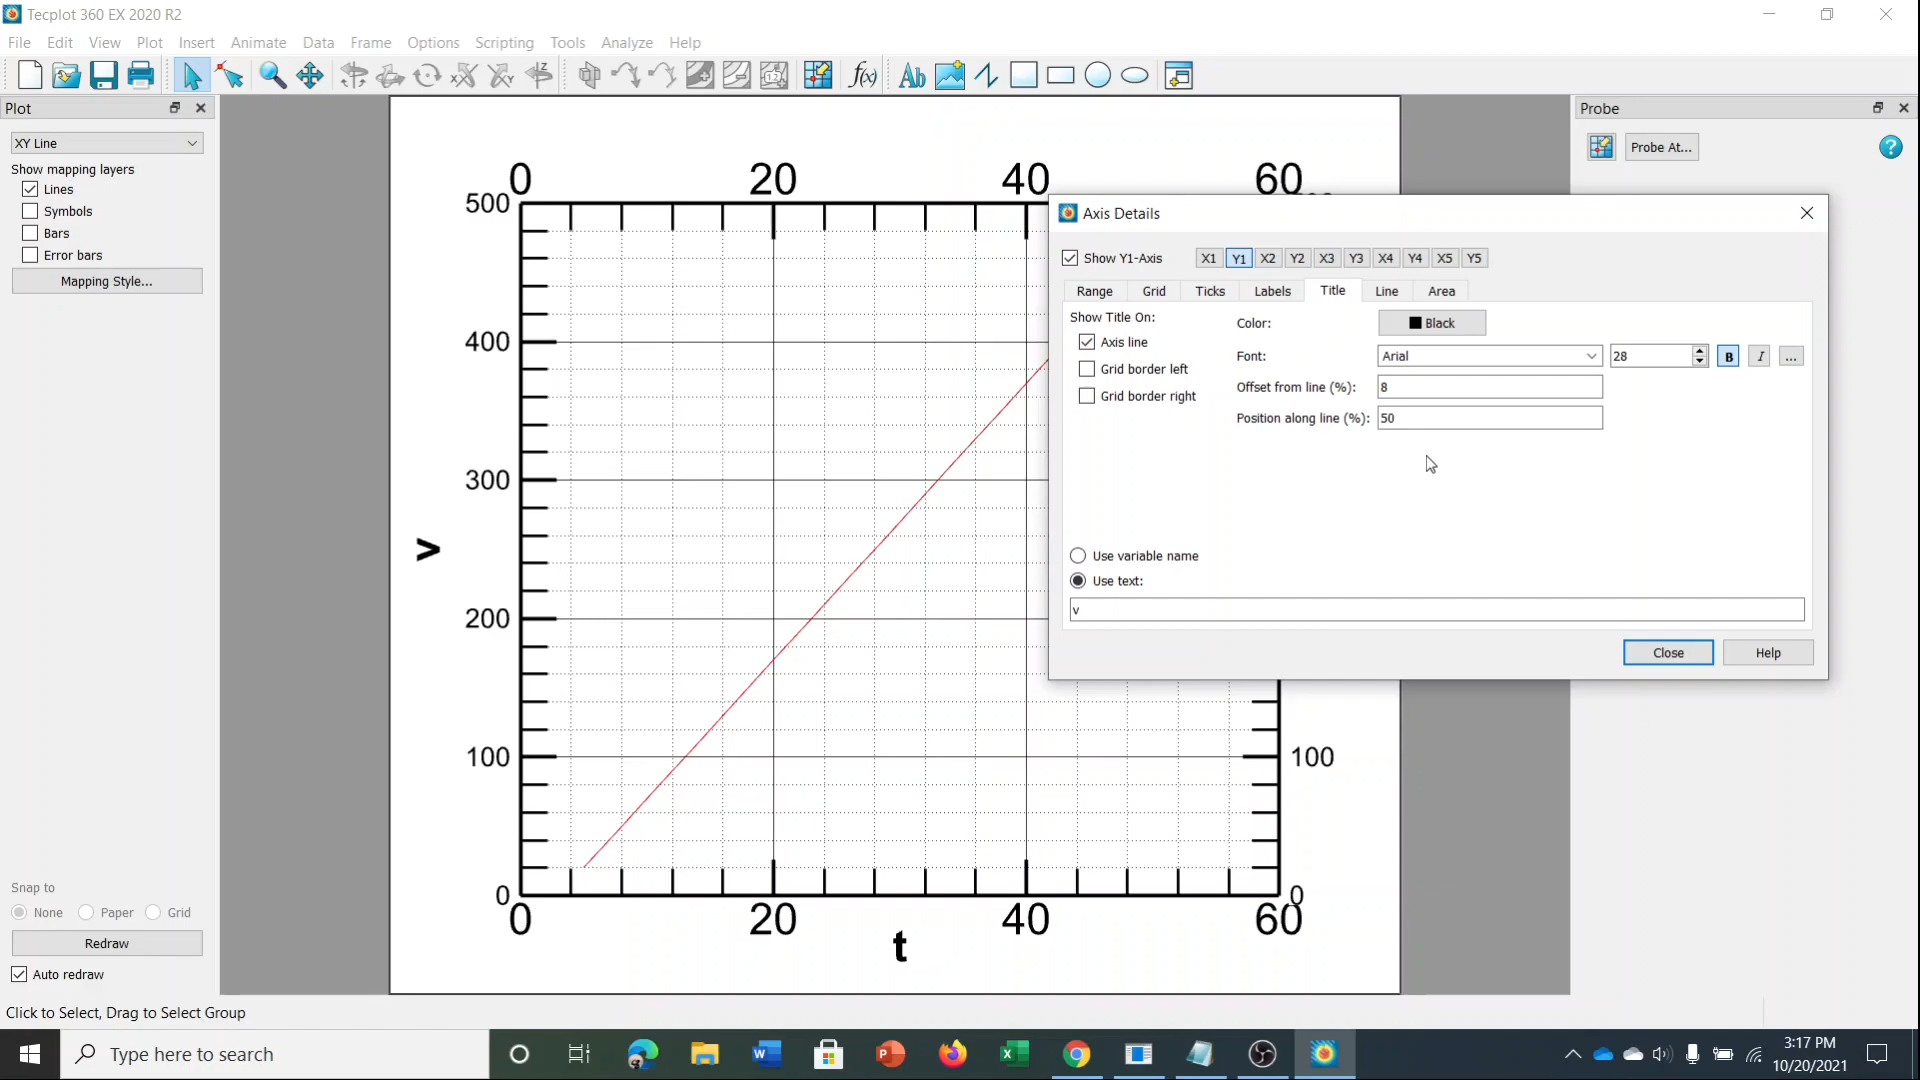 Tecplot 360 EX 2020 R2
File Edit View Plot Insert Animate Data Frame Options Scripting Tools Analyze Help
Plot
XY Line
Show mapping layers
Lines
Symbols
Bars
Error bars
Mapping Style...
Snap to
None Paper Grid
Redraw
Auto redraw
Click to Select, Drag to Select Group
0 20 40 60
500
400
300
200
100
0
v
0 20 40 60
t
100
0
Probe
Probe At...
Axis Details
Show Y1-Axis X1 Y1 X2 Y2 X3 Y3 X4 Y4 X5 Y5
Range Grid Ticks Labels Title Line Area
Show Title On:
Axis line
Grid border left
Grid border right
Color: Black
Font: Arial 28 B I ...
Offset from line (%): 8
Position along line (%): 50
Use variable name
Use text:
v
Close Help
Type here to search
3:17 PM
10/20/2021